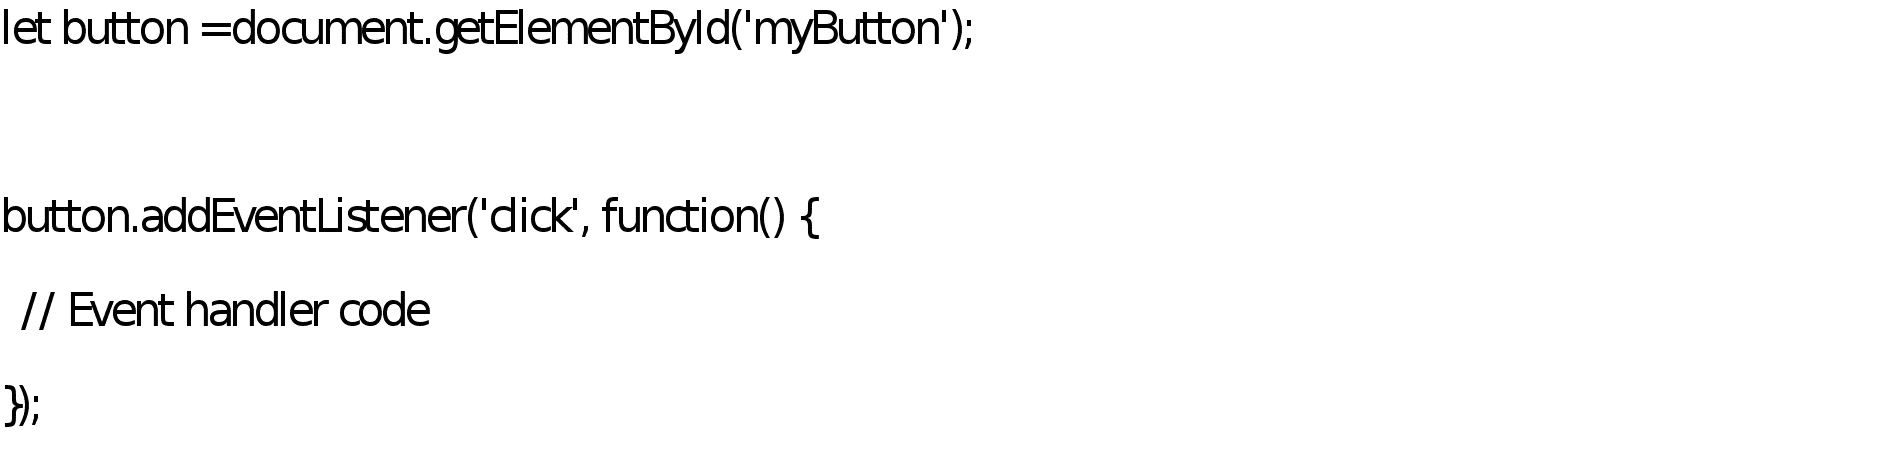 let button =document.getElementById('myButton');
button.addEventListener('click', function() {
// Event handler code
});